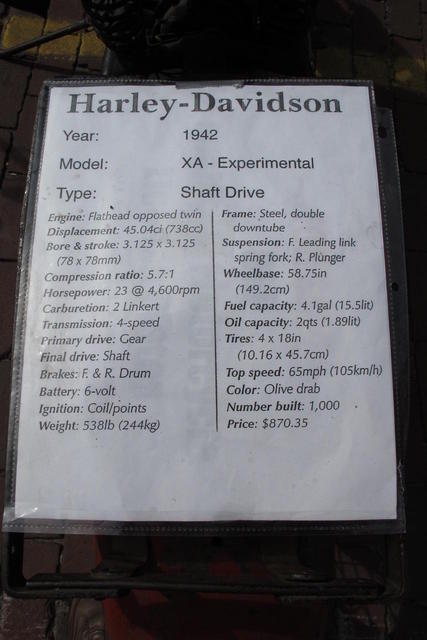 Harley-Davidson
Year: 1942
Model: XA - Experimental
Type: Shaft Drive
Engine: Flathead opposed twin
Displacement: 45.04ci (738cc)
Bore & stroke: 3.125 x 3.125
(78 x 78mm)
Compression ratio: 5.7:1
Horsepower: 23 @ 4,600rpm
Carburetion: 2 Linkert
Transmission: 4-speed
Primary drive: Gear
Final drive: Shaft
Brakes: F. & R. Drum
Battery: 6-volt
Ignition: Coil/points
Weight: 538lb (244kg)
Frame: Steel, double
downtube
Suspension: F. Leading link
spring fork; R. Plunger
Wheelbase: 58.75in
(149.2cm)
Fuel capacity: 4.1gal (15.5lit)
Oil capacity: 2qts (1.89lit)
Tires: 4 x 18in
(10.16 x 45.7cm)
Top speed: 65mph (105km/h)
Color: Olive drab
Number built: 1,000
Price: $870.35